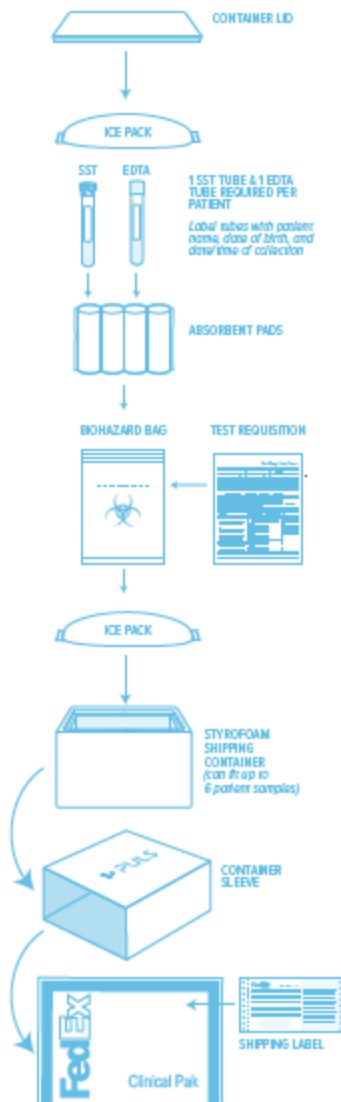 CONTAINER LID
ICE PACK
SST EDTA
1 SST TUBE & 1 EDTA
TUBE REQUIRED PER
PATIENT
Label tubes with patient
name, date of birth, and
date/time of collection
ABSORBENT PADS
BIOHAZARD BAG TEST REQUISITION
ICE PACK
STYROFOAM
SHIPPING
CONTAINER
(can fit up to
6 patient samples)
PULS
CONTAINER
SLEEVE
FedEx
FedEx
SHIPPING LABEL
Clinical Pak